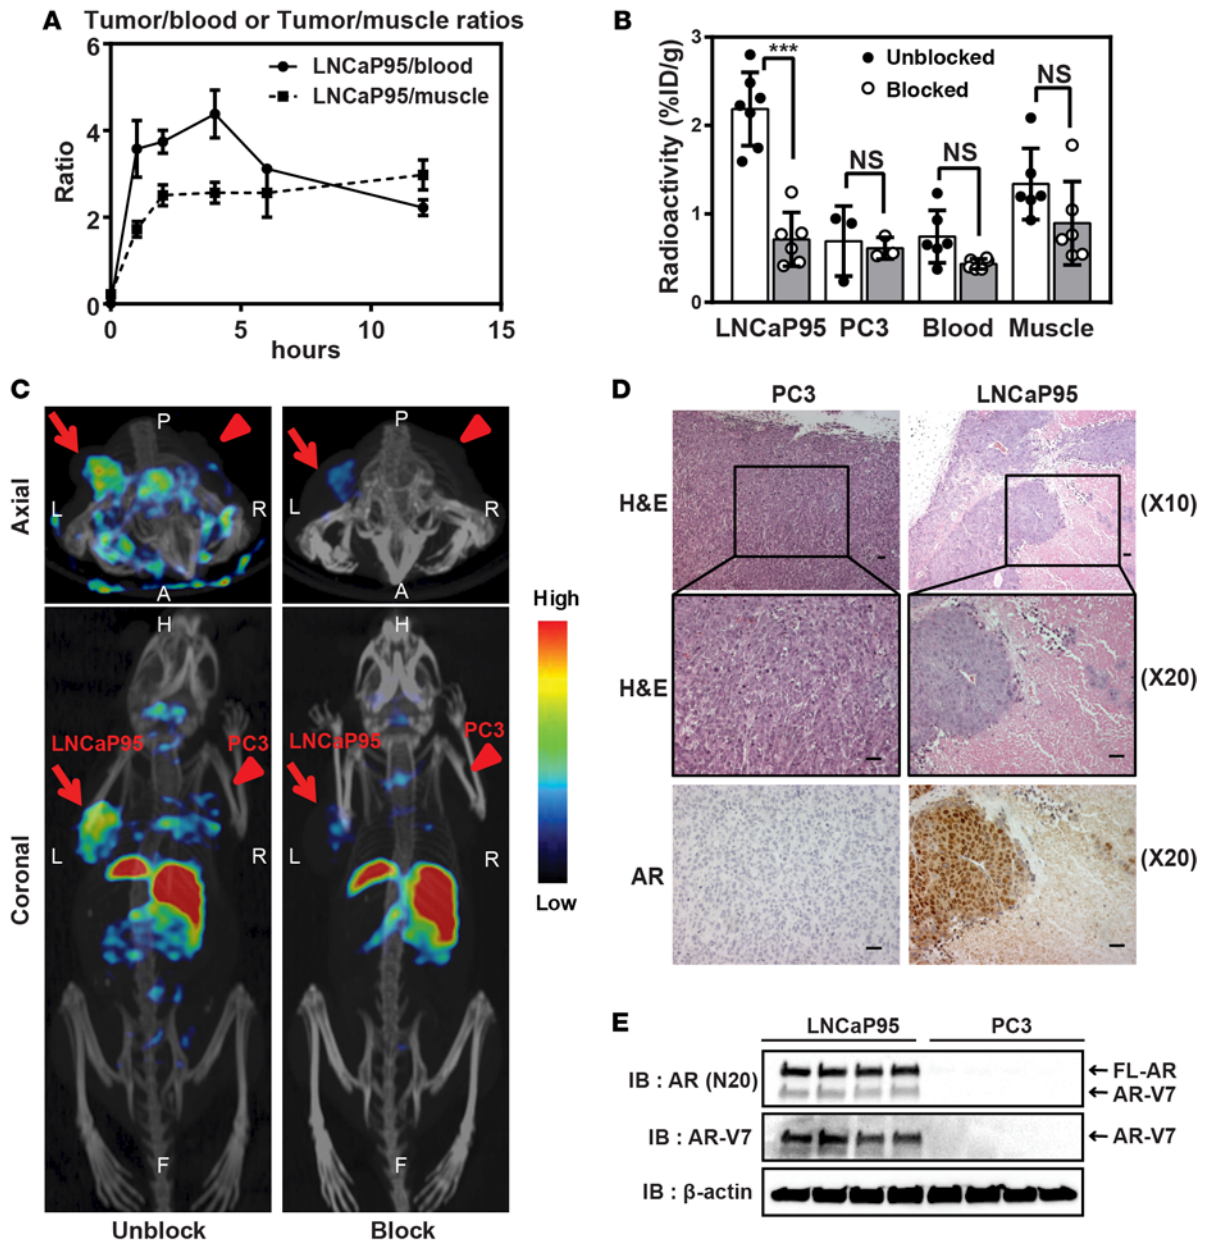 A Tumor/blood or Tumor/muscle ratios
6
4
2
0
Ratio
LNCaP95/blood
LNCaP95/muscle
0 5 10 15
hours
B
3
2
1
0
Radioactivity (%ID/g)
Unblocked
Blocked
***
NS
NS
NS
LNCaP95 PC3 Blood Muscle
C
Axial
P
L R
A
P
L R
A
Coronal
H
LNCaP95 PC3
L R
F
Unblock
H
LNCaP95 PC3
L R
F
Block
High
Low
D
PC3 LNCaP95
H&E (X10)
H&E (X20)
AR (X20)
E
LNCaP95 PC3
IB : AR (N20) ←FL-AR
←AR-V7
IB : AR-V7 ←AR-V7
IB : β-actin